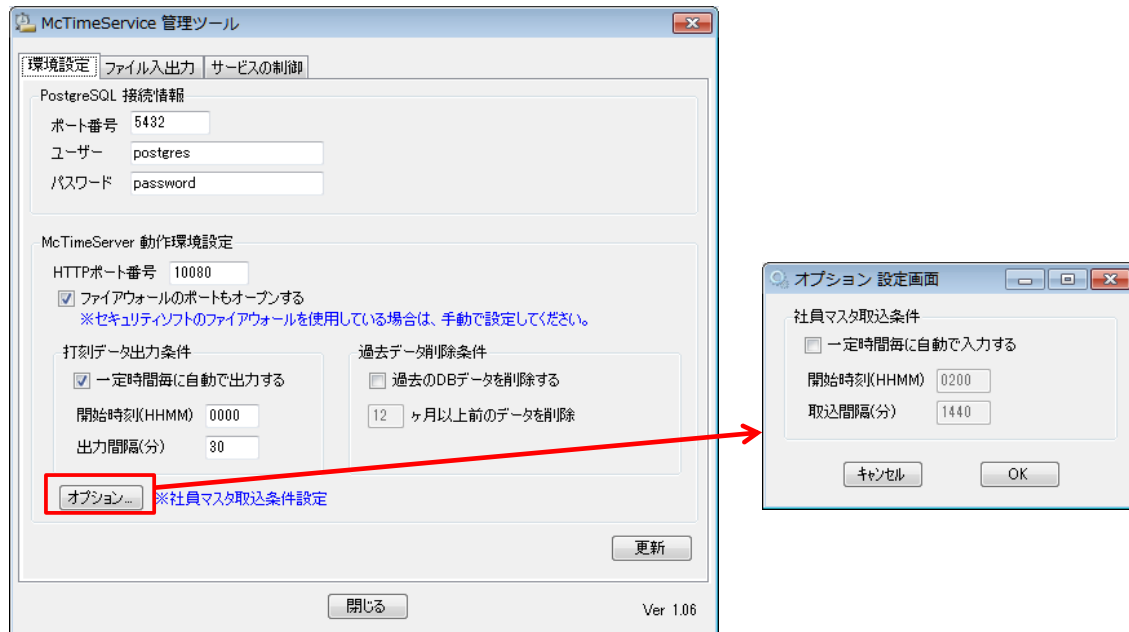 McTimeService 管理ツール
環境設定 ファイル入出力 サービスの制御
PostgreSQL 接続情報
ポート番号 5432
ユーザー postgres
パスワード password
McTimeServer 動作環境設定
HTTPポート番号 10080
ファイアウォールのポートもオープンする
※セキュリティソフトのファイアウォールを使用している場合は、手動で設定してください。
打刻データ出力条件
一定時間毎に自動で出力する
開始時刻(HHMM) 0000
出力間隔(分) 30
過去データ削除条件
過去のDBデータを削除する
12 ヶ月以上前のデータを削除
オプション... ※社員マスタ取込条件設定
更新
閉じる
Ver 1.06
オプション 設定画面
社員マスタ取込条件
一定時間毎に自動で入力する
開始時刻(HHMM) 0200
取込間隔(分) 1440
キャンセル OK